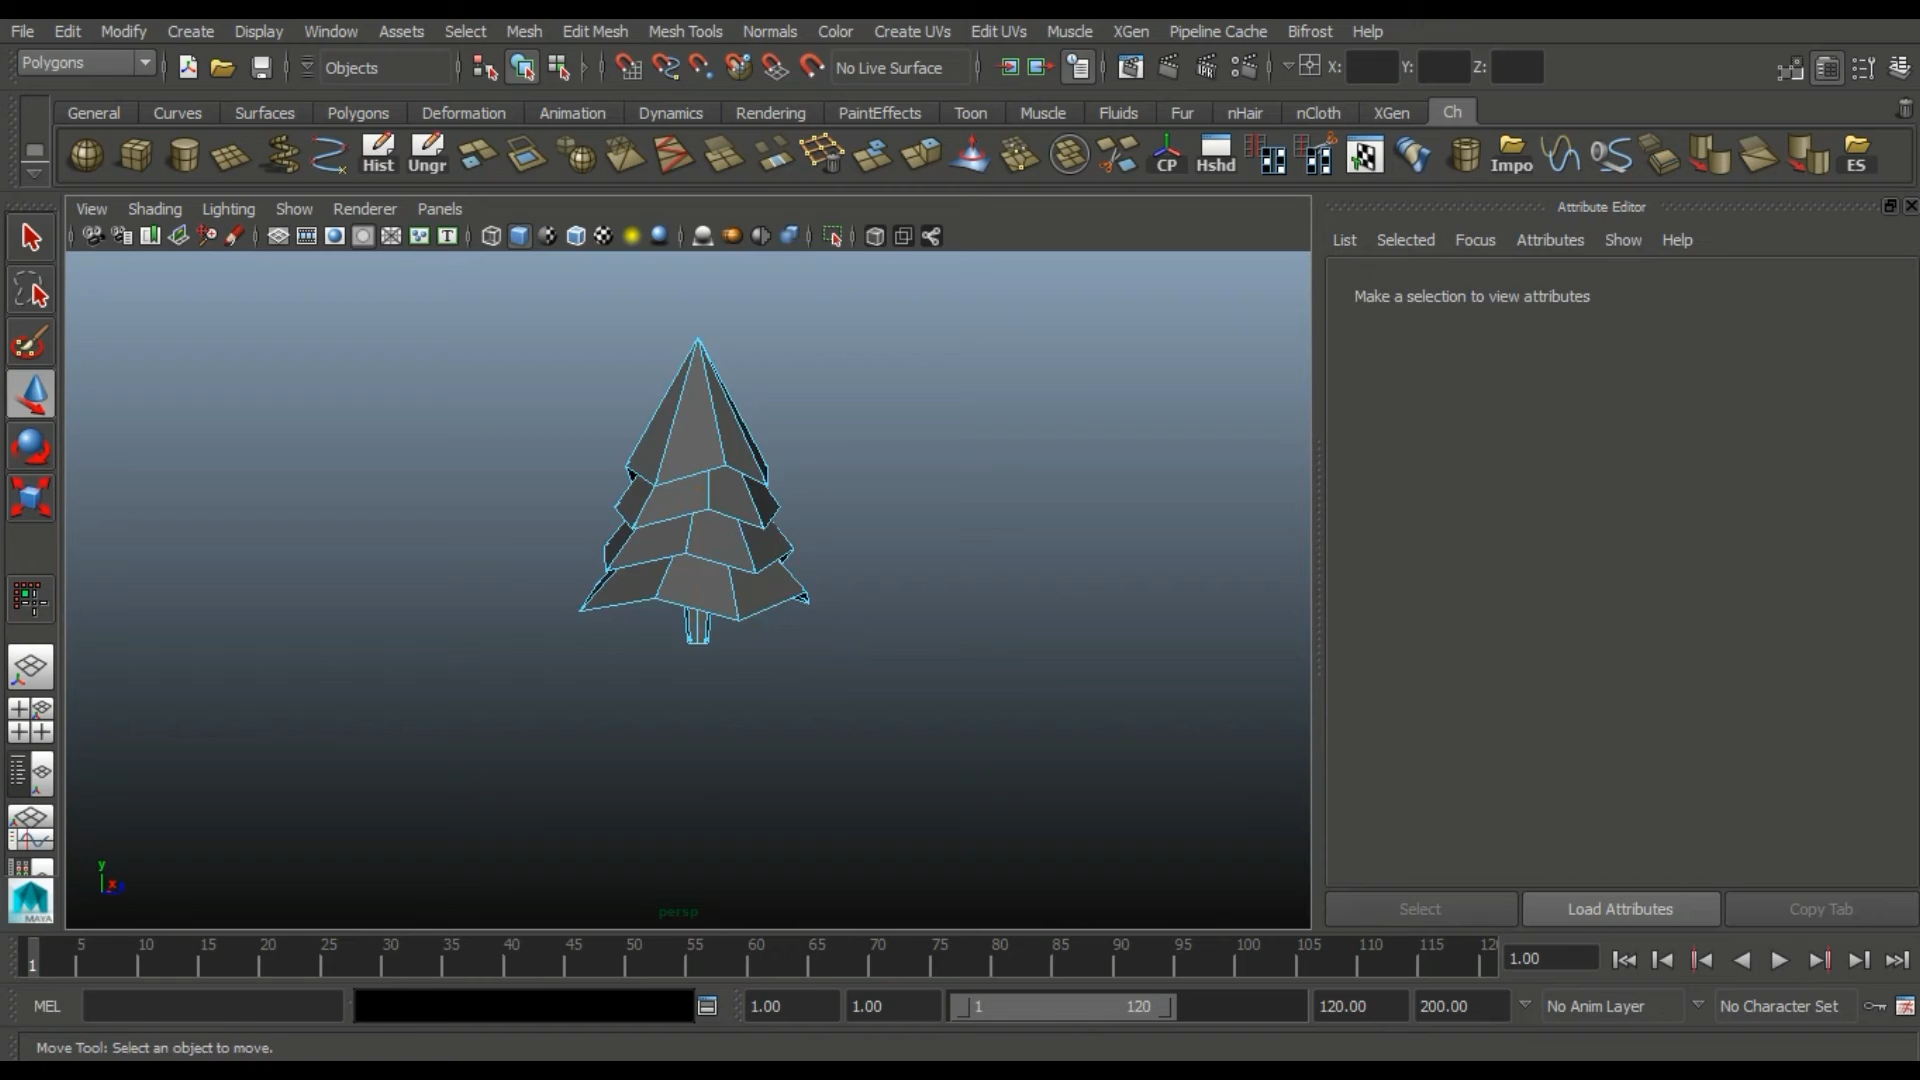 File Edit Modify Create Display Window Assets Select Mesh Edit Mesh Mesh Tools Normals Color Create UVs Edit UVs Muscle XGen Pipeline Cache Bifrost Help
Polygons Objects No Live Surface X: Y: Z:
General Curves Surfaces Polygons Deformation Animation Dynamics Rendering PaintEffects Toon Muscle Fluids Fur nHair nCloth XGen Ch
Hist Ungr CP Hshd Impo ES
View Shading Lighting Show Renderer Panels
Attribute Editor
List Selected Focus Attributes Show Help
Make a selection to view attributes
y
x
persp
MAYA
Select Load Attributes Copy Tab
5 10 15 20 25 30 35 40 45 50 55 60 65 70 75 80 85 90 95 100 105 110 115 12
1 1.00
MEL 1.00 1.00 1 120 120.00 200.00 No Anim Layer No Character Set
Move Tool: Select an object to move.